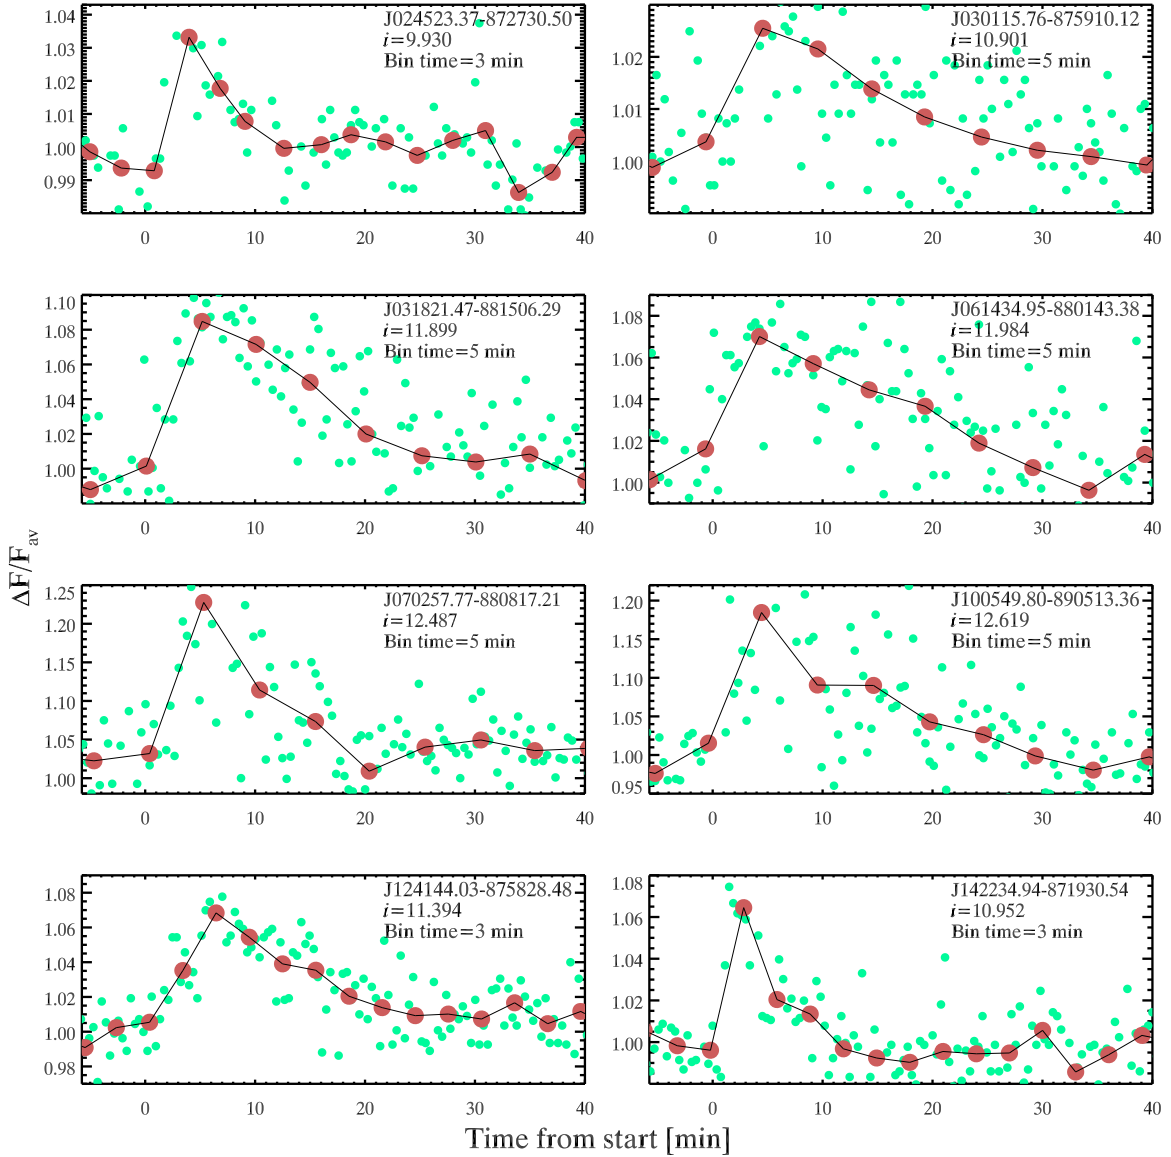 J024523.37-872730.50
i=9.930
Bin time=3 min
1.04
1.03
1.02
1.01
1.00
0.99
0 10 20 30 40
J030115.76-875910.12
i=10.901
Bin time=5 min
1.02
1.01
1.00
0 10 20 30 40
J031821.47-881506.29
i=11.899
Bin time=5 min
1.10
1.08
1.06
1.04
1.02
1.00
0 10 20 30 40
J061434.95-880143.38
i=11.984
Bin time=5 min
1.08
1.06
1.04
1.02
1.00
0 10 20 30 40
ΔF/F_av
J070257.77-880817.21
i=12.487
Bin time=5 min
1.25
1.20
1.15
1.10
1.05
1.00
0 10 20 30 40
J100549.80-890513.36
i=12.619
Bin time=5 min
1.20
1.15
1.10
1.05
1.00
0.95
0 10 20 30 40
J124144.03-875828.48
i=11.394
Bin time=3 min
1.08
1.06
1.04
1.02
1.00
0.98
0 10 20 30 40
J142234.94-871930.54
i=10.952
Bin time=3 min
1.08
1.06
1.04
1.02
1.00
0 10 20 30 40
Time from start [min]